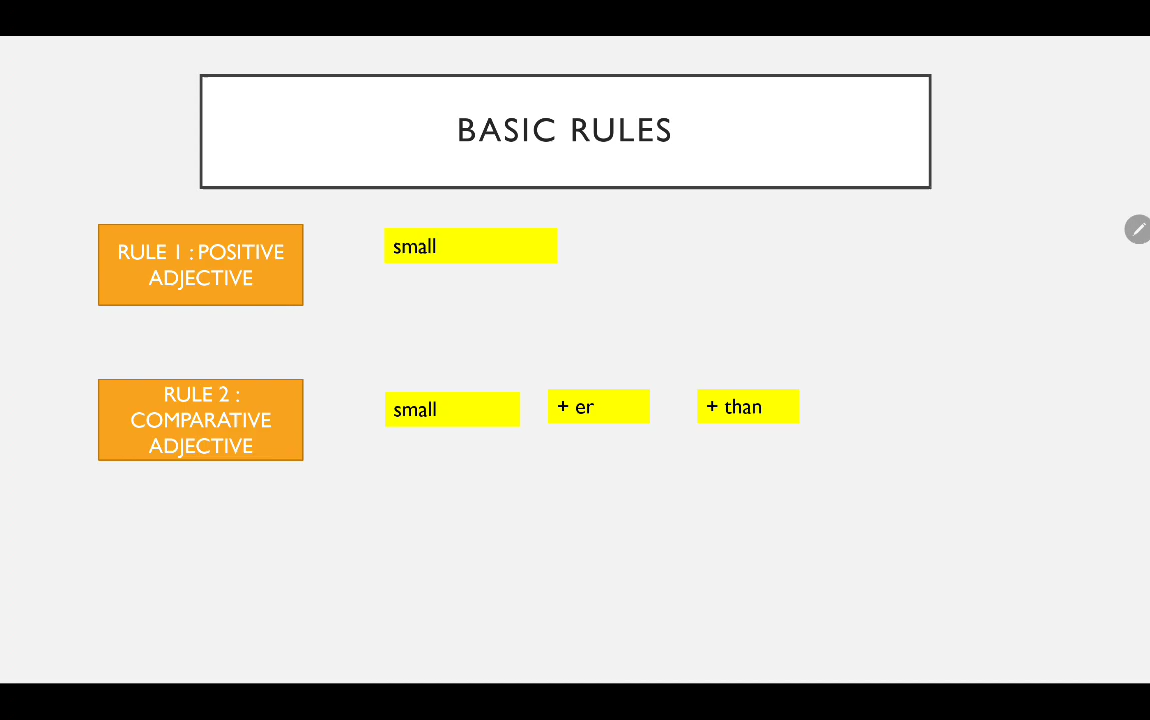 BASIC RULES
RULE 1 : POSITIVE
ADJECTIVE
small
RULE 2 :
COMPARATIVE
ADJECTIVE
small
+ er
+ than